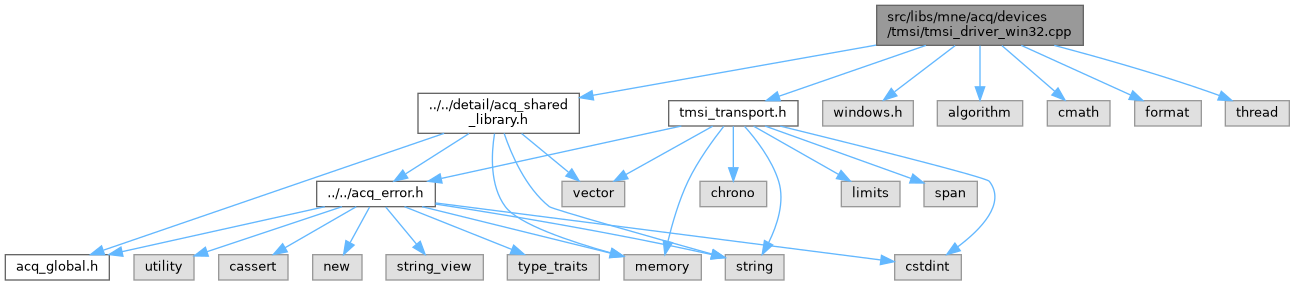 src/libs/mne/acq/devices
/tmsi/tmsi_driver_win32.cpp
../../detail/acq_shared
_library.h
tmsi_transport.h
windows.h
algorithm
cmath
format
thread
../../acq_error.h
vector
chrono
limits
span
acq_global.h
utility
cassert
new
string_view
type_traits
memory
string
cstdint